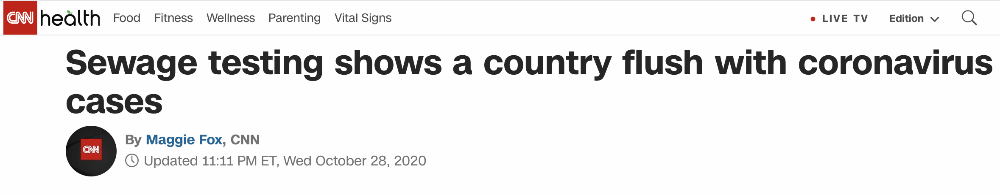 CNN health Food Fitness Wellness Parenting Vital Signs LIVE TV Edition
Sewage testing shows a country flush with coronavirus
cases
CNN
By Maggie Fox, CNN
Updated 11:11 PM ET, Wed October 28, 2020